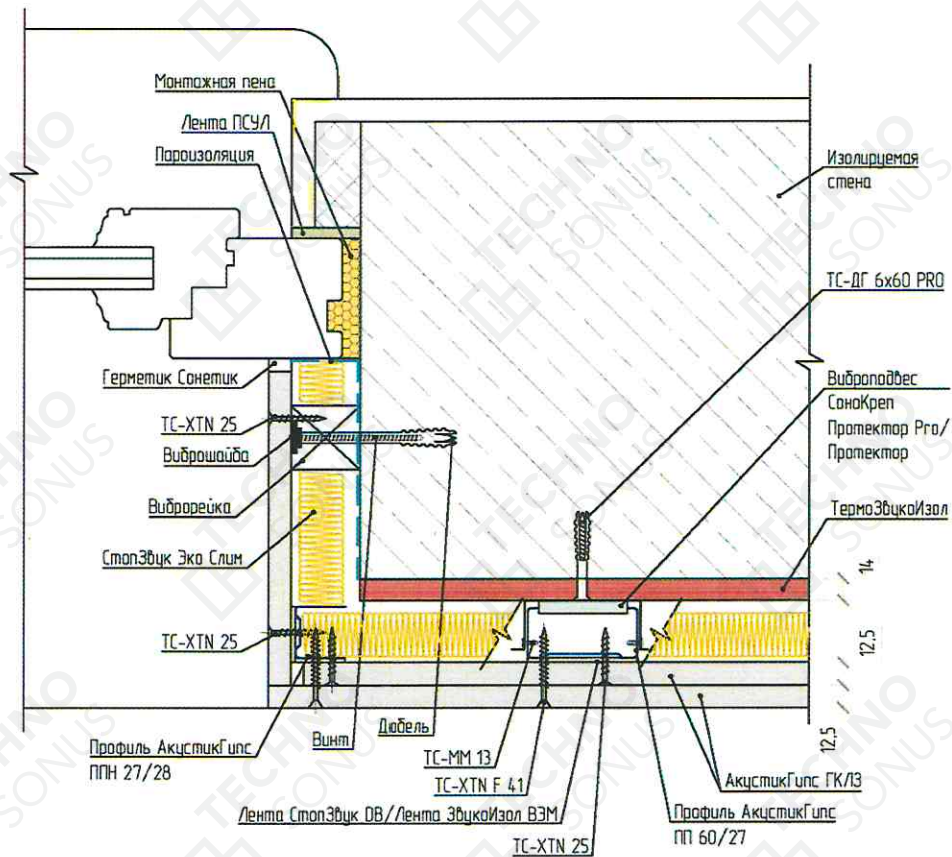 Монтажная пена
Лента ПСУЛ
Пароизоляция
Изолируемая
стена
ТС-ДГ 6х60 PRO
Герметик Сонетик
ТС-XTN 25
Виброшайба
Виброрейка
СтопЗвук Эко Слим
ТС-XTN 25
Виброподвес
СоноКреп
Протектор Pro/
Протектор
ТермоЗвукоИзол
14
12.5
12.5
Профиль АкустикГипс
ППН 27/28
Винт
Дюбель
ТС-ММ 13
ТС-XTN F 41
Лента СтопЗвук DB//Лента ЗвукоИзол ВЭМ
ТС-XTN 25
АкустикГипс ГКЛЗ
Профиль АкустикГипс
ПП 60/27
TECHNO
SONUS